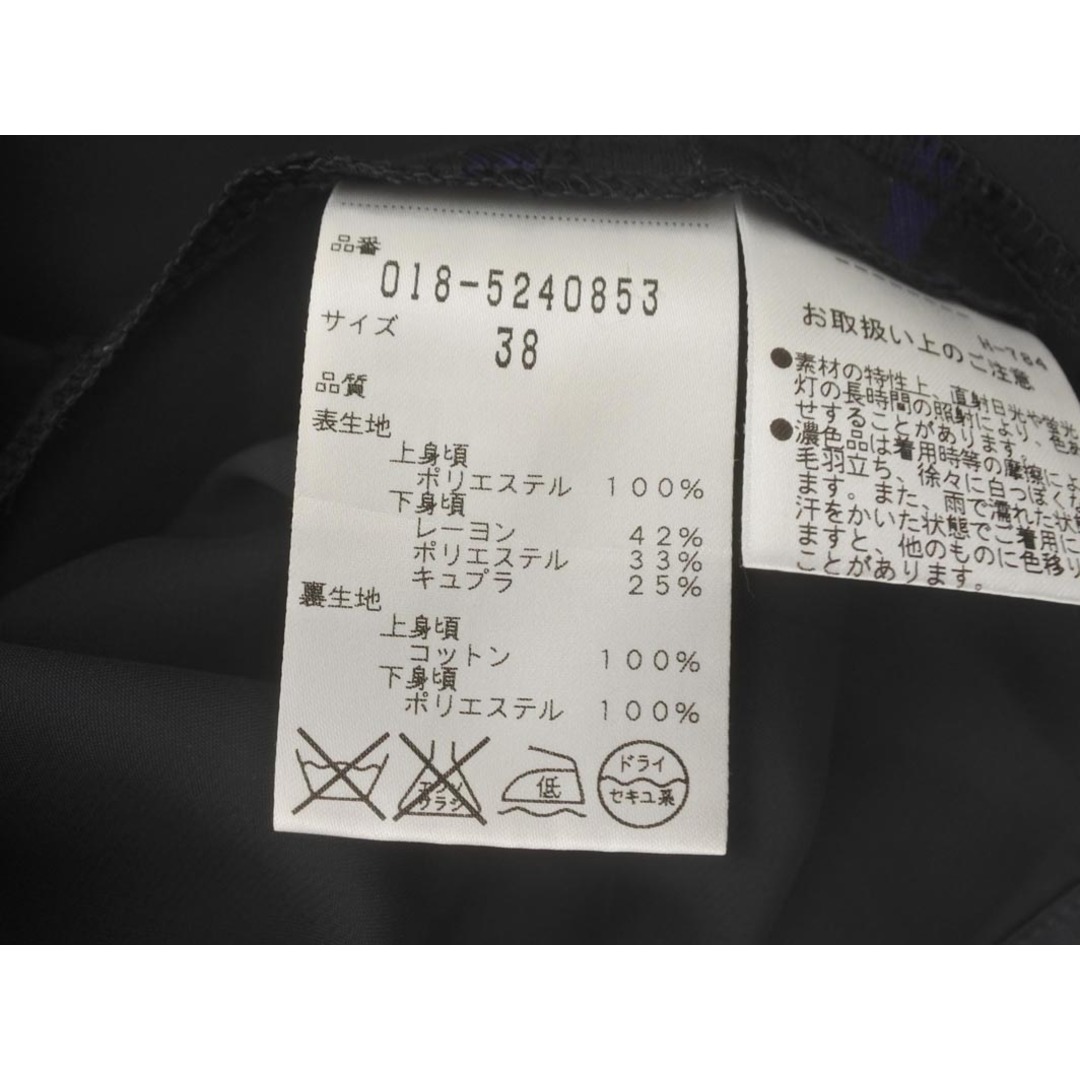 品番
018-5240853
サイズ
38
品質
表生地
上身頃
ポリエステル 100%
下身頃
レーヨン 42%
ポリエステル 33%
キュプラ 25%
裏生地
上身頃
コットン 100%
下身頃
ポリエステル 100%
エンソ
サラシ
低
ドライ
セキユ系
H-784
お取扱い上のご注意
●素材の特性上、直射日光や蛍光
灯の長時間の照射により、色あ
せすることがあります。
●濃色品は着用時等の摩擦によ
毛羽立ち、徐々に白っぽくな
ます。また、雨で濡れた状態
汗をかいた状態でご着用に
ますと、他のものに色移り
ことがあります。